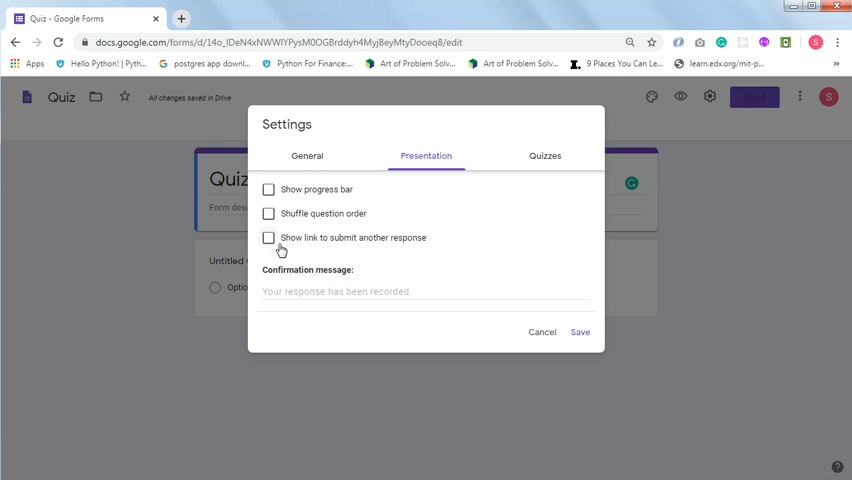 Quiz - Google Forms
docs.google.com/forms/d/14o_lDeN4xNWWIYPysM0OGBrddyh4MyjBeyMtyDooeq8/edit
Apps Hello Python! | Pyth... postgres app downl... Python For Finance:... Art of Problem Solv... Art of Problem Solv... 9 Places You Can Le... learn.edx.org/mit-p... »
Quiz All changes saved in Drive Send S
Settings
General Presentation Quizzes
Show progress bar
Shuffle question order
Show link to submit another response
Confirmation message:
Your response has been recorded.
Cancel Save
Quiz
Form des
Untitled
Optio